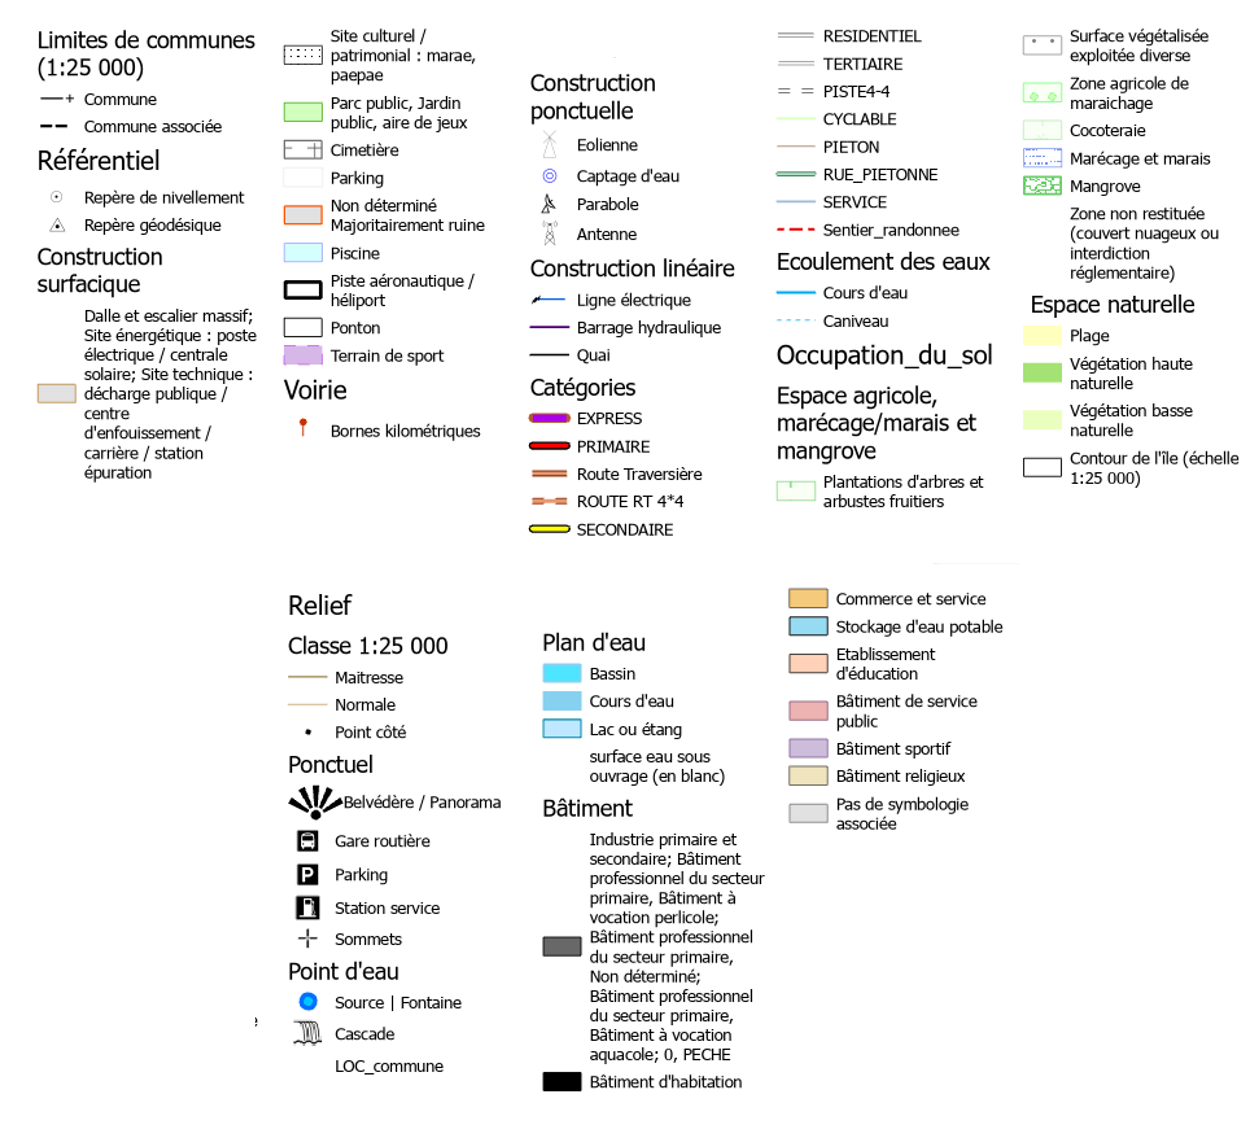 Limites de communes
(1:25 000)
Commune
Commune associée
Référentiel
Repère de nivellement
Repère géodésique
Construction
surfacique
Dalle et escalier massif;
Site énergétique : poste
électrique / centrale
solaire; Site technique :
décharge publique /
centre
d'enfouissement /
carrière / station
épuration
Site culturel /
patrimonial : marae,
paepae
Parc public, Jardin
public, aire de jeux
Cimetière
Parking
Non déterminé
Majoritairement ruine
Piscine
Piste aéronautique /
héliport
Ponton
Terrain de sport
Voirie
Bornes kilométriques
Construction
ponctuelle
Eolienne
Captage d'eau
Parabole
Antenne
Construction linéaire
Ligne électrique
Barrage hydraulique
Quai
Catégories
EXPRESS
PRIMAIRE
Route Traversière
ROUTE RT 4*4
SECONDAIRE
RESIDENTIEL
TERTIAIRE
PISTE4-4
CYCLABLE
PIETON
RUE_PIETONNE
SERVICE
Sentier_randonnee
Ecoulement des eaux
Cours d'eau
Caniveau
Occupation_du_sol
Espace agricole,
marécage/marais et
mangrove
Plantations d'arbres et
arbustes fruitiers
Surface végétalisée
exploitée diverse
Zone agricole de
maraichage
Cocoteraie
Marécage et marais
Mangrove
Zone non restituée
(couvert nuageux ou
interdiction
réglementaire)
Espace naturelle
Plage
Végétation haute
naturelle
Végétation basse
naturelle
Contour de l'île (échelle
1:25 000)
Relief
Classe 1:25 000
Maitresse
Normale
Point côté
Ponctuel
Belvédère / Panorama
Gare routière
P Parking
Station service
Sommets
Point d'eau
Source | Fontaine
Cascade
LOC_commune
Plan d'eau
Bassin
Cours d'eau
Lac ou étang
surface eau sous
ouvrage (en blanc)
Bâtiment
Industrie primaire et
secondaire; Bâtiment
professionnel du secteur
primaire, Bâtiment à
vocation perlicole;
Bâtiment professionnel
du secteur primaire,
Non déterminé;
Bâtiment professionnel
du secteur primaire,
Bâtiment à vocation
aquacole; 0, PECHE
Bâtiment d'habitation
Commerce et service
Stockage d'eau potable
Etablissement
d'éducation
Bâtiment de service
public
Bâtiment sportif
Bâtiment religieux
Pas de symbologie
associée